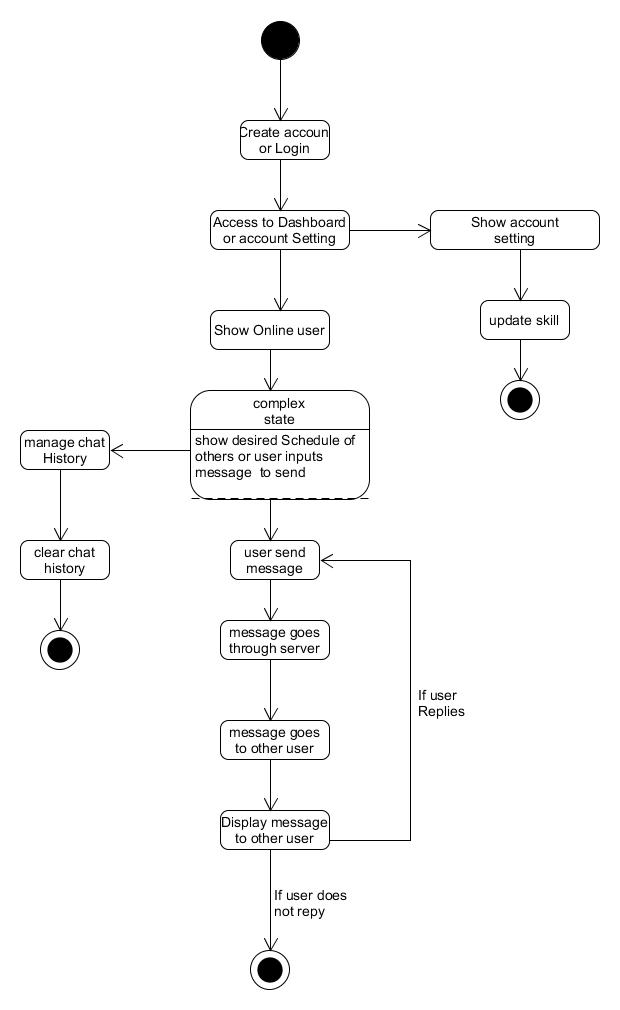 Create accoun
or Login
Access to Dashboard
or account Setting
Show account
setting
Show Online user
update skill
complex
state
show desired Schedule of
others or user inputs
message  to send
manage chat
History
user send
message
clear chat
history
message goes
through server
If user
Replies
message goes
to other user
Display message
to other user
If user does
not repy